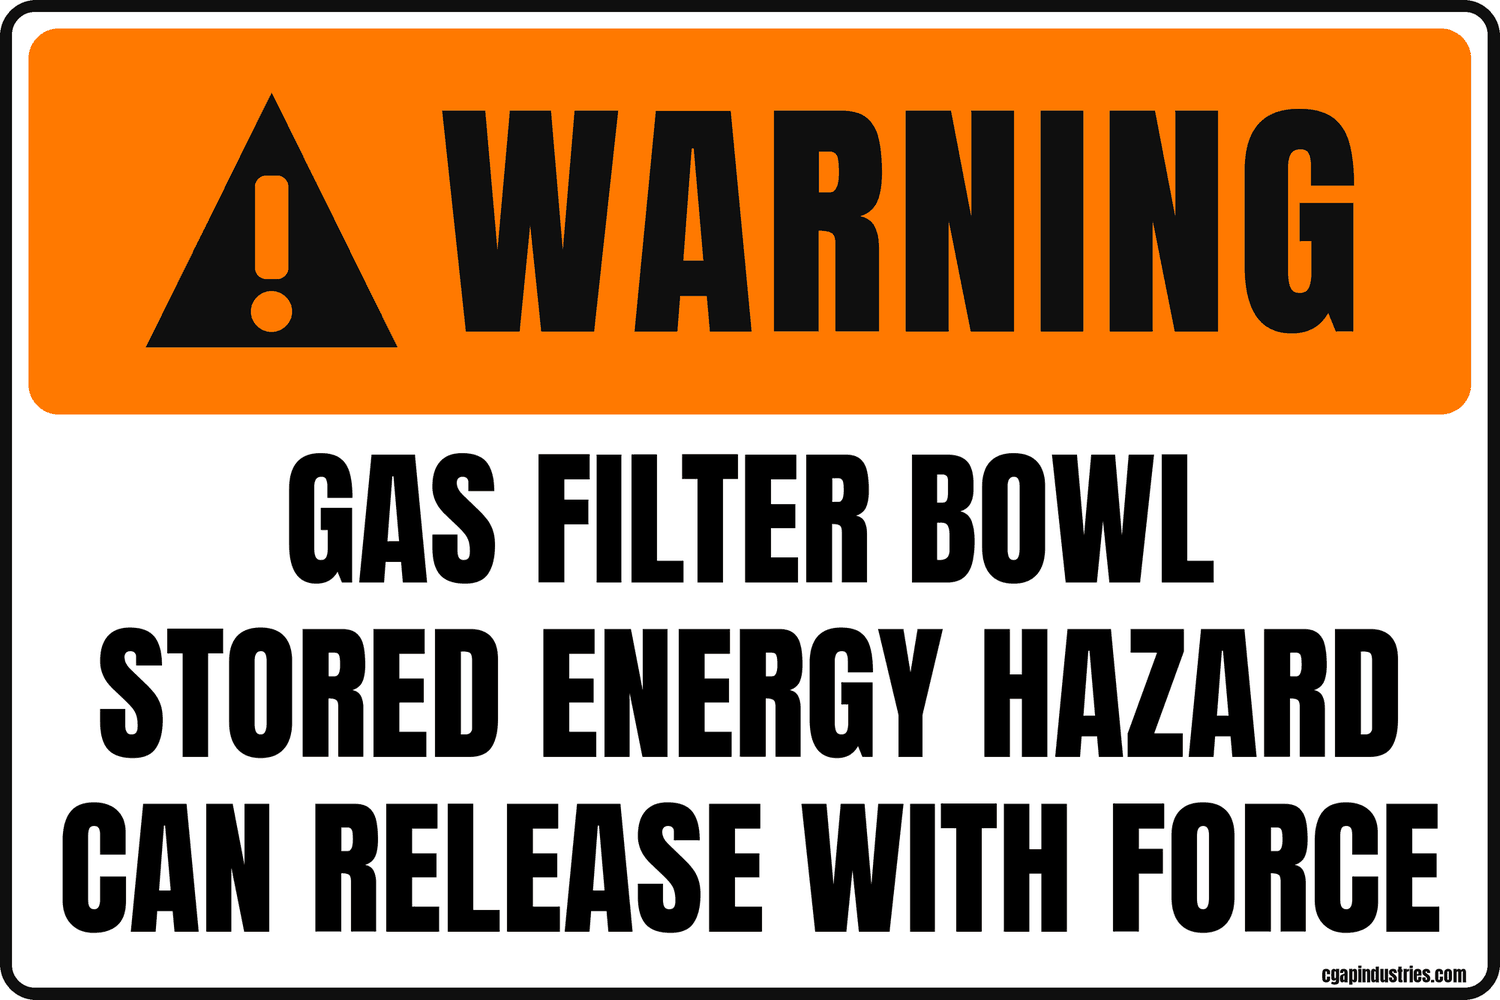 WARNING
GAS FILTER BOWL
STORED ENERGY HAZARD
CAN RELEASE WITH FORCE
cgapindustries.com